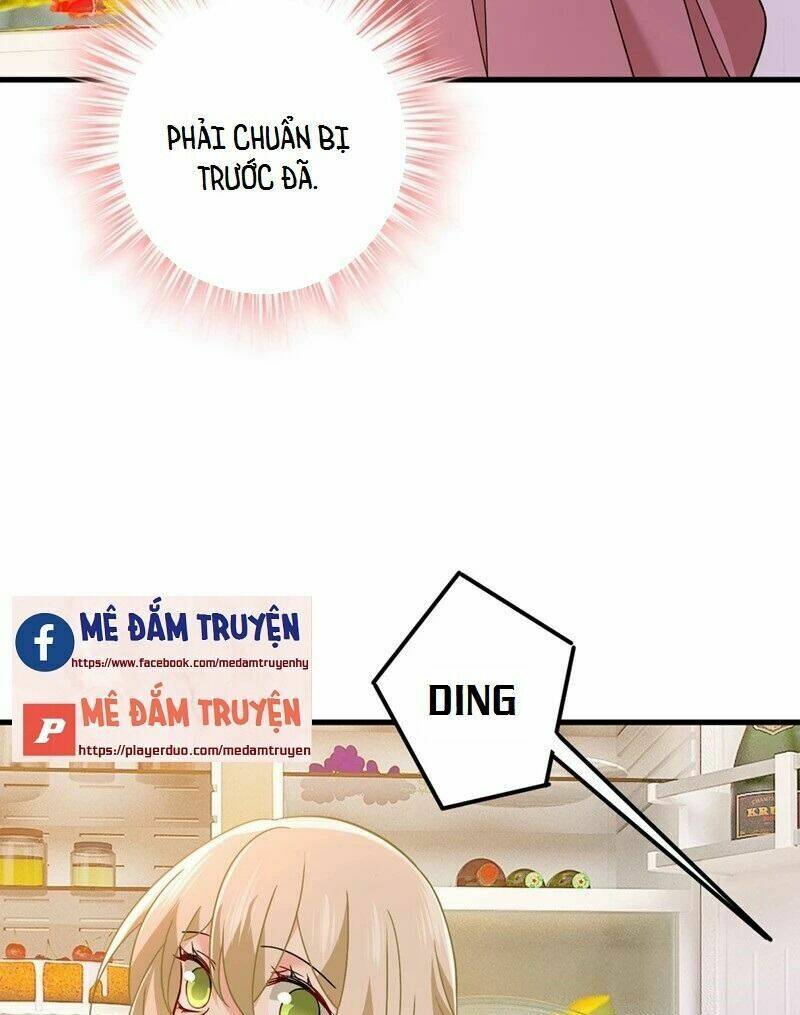 PHẢI CHUẨN BỊ
TRƯỚC ĐÃ.
MÊ ĐẮM TRUYỆN
https://www.facebook.com/medamtruyenhy
MÊ ĐẮM TRUYỆN
https://playerduo.com/medamtruyen
DING